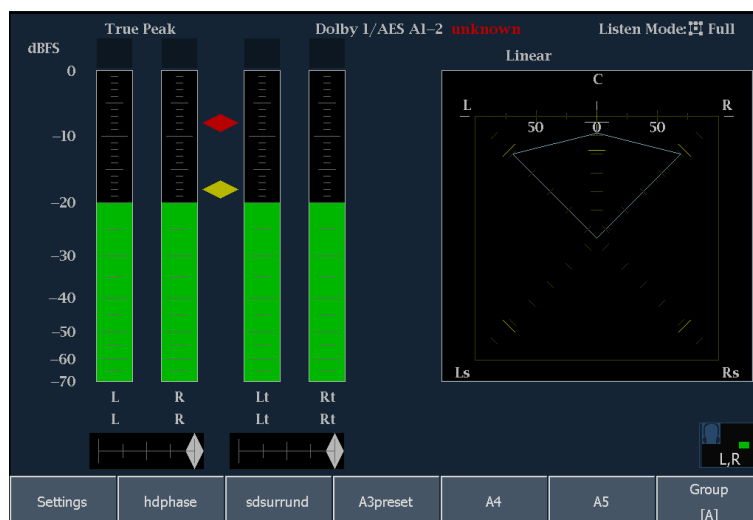 True Peak
Dolby 1/AES A1–2 unknown
Listen Mode: Full
dBFS
Linear
0
–10
–20
–30
–40
–50
–60
–70
C
L
R
50
0
50
Ls
Rs
L R Lt Rt
L R Lt Rt
L,R
Settings
hdphase
sdsurrund
A3preset
A4
A5
Group
[A]